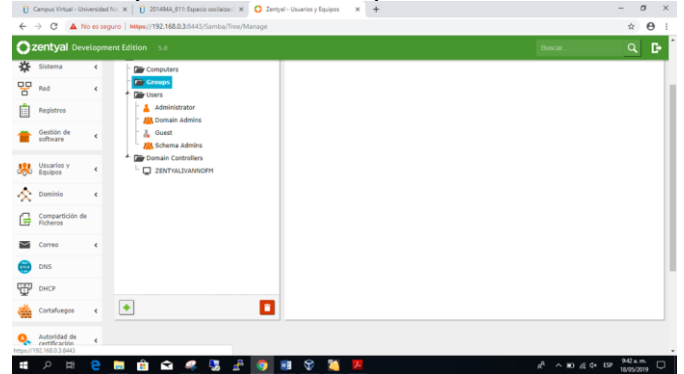 Campus Virtual - Universidad Na
201494A_611: Espacio
Zentyal - Usuarios y Equipos
No es seguro | https://192.168.0.3:8443/Samba/Tree/Manage
zentyal Development Edition 5.0
Buscar...
Sistema
Red
Registros
Gestión de software
Usuarios y Equipos
Dominio
Compartición de Ficheros
Correo
DNS
DHCP
Cortafuegos
Autoridad de certificación
Computers
Groups
Users
Administrator
Domain Admins
Guest
Schema Admins
Domain Controllers
ZENTYALIVANNOFM
https://192.168.0.3:8443
ESP
9:42 a. m.
18/05/2019